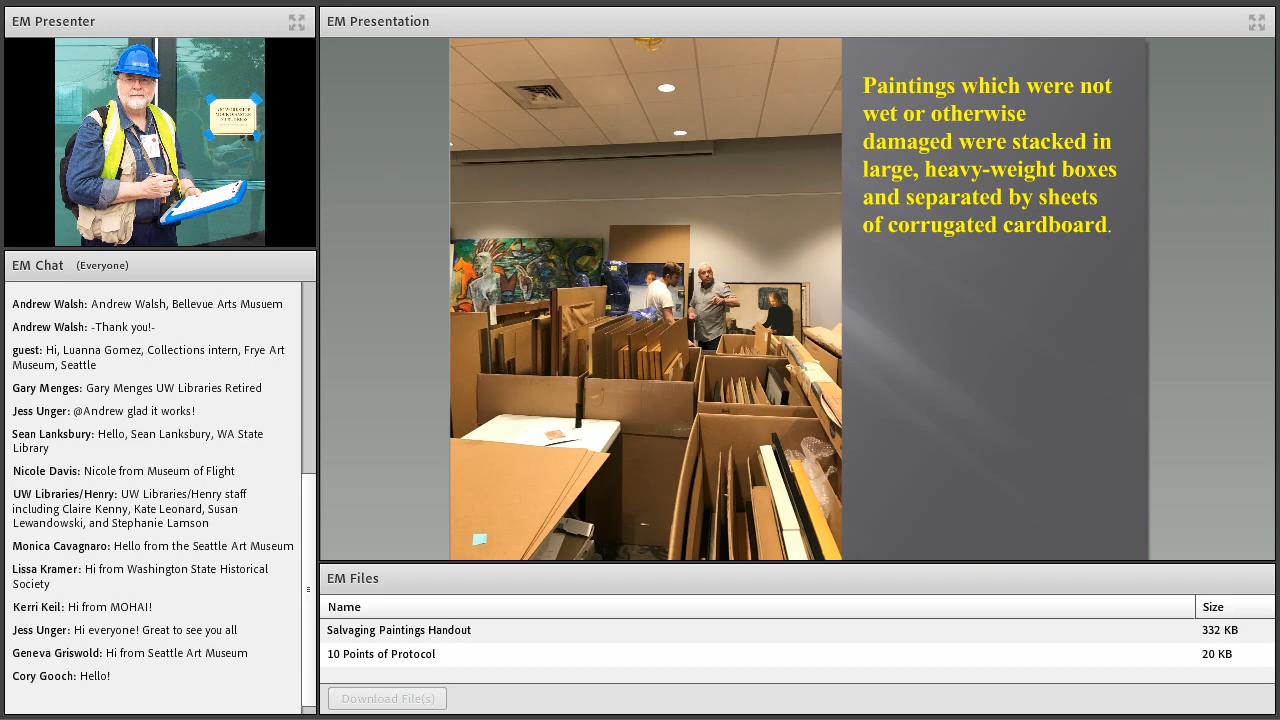 EM Presenter
EM Presentation
Paintings which were not
wet or otherwise
damaged were stacked in
large, heavy-weight boxes
and separated by sheets
of corrugated cardboard.
EM Chat (Everyone)
Andrew Walsh: Andrew Walsh, Bellevue Arts Musuem
Andrew Walsh: -Thank you!-
guest: Hi, Luanna Gomez, Collections intern, Frye Art
Museum, Seattle
Gary Menges: Gary Menges UW Libraries Retired
Jess Unger: @Andrew glad it works!
Sean Lanksbury: Hello, Sean Lanksbury, WA State
Library
Nicole Davis: Nicole from Museum of Flight
UW Libraries/Henry: UW Libraries/Henry staff
including Claire Kenny, Kate Leonard, Susan
Lewandowski, and Stephanie Lamson
Monica Cavagnaro: Hello from the Seattle Art Museum
Lissa Kramer: Hi from Washington State Historical
Society
Kerri Keil: Hi from MOHAI!
Jess Unger: Hi everyone! Great to see you all
Geneva Griswold: Hi from Seattle Art Museum
Cory Gooch: Hello!
EM Files
Name Size
Salvaging Paintings Handout 332 KB
10 Points of Protocol 20 KB
Download File(s)